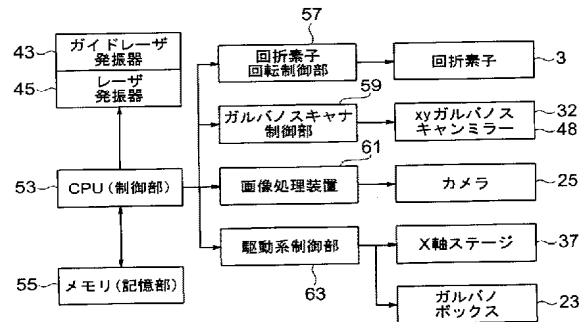 57
43
ガイドレーザ
発振器
回折素子
回転制御部
回折素子
3
45
レーザ
発振器
59
ガルバノスキャナ
制御部
xyガルバノス
キャンミラー
32
48
61
53
CPU(制御部)
画像処理装置
カメラ
25
駆動系制御部
X軸ステージ
37
55
メモリ(記憶部)
63
ガルバノ
ボックス
23